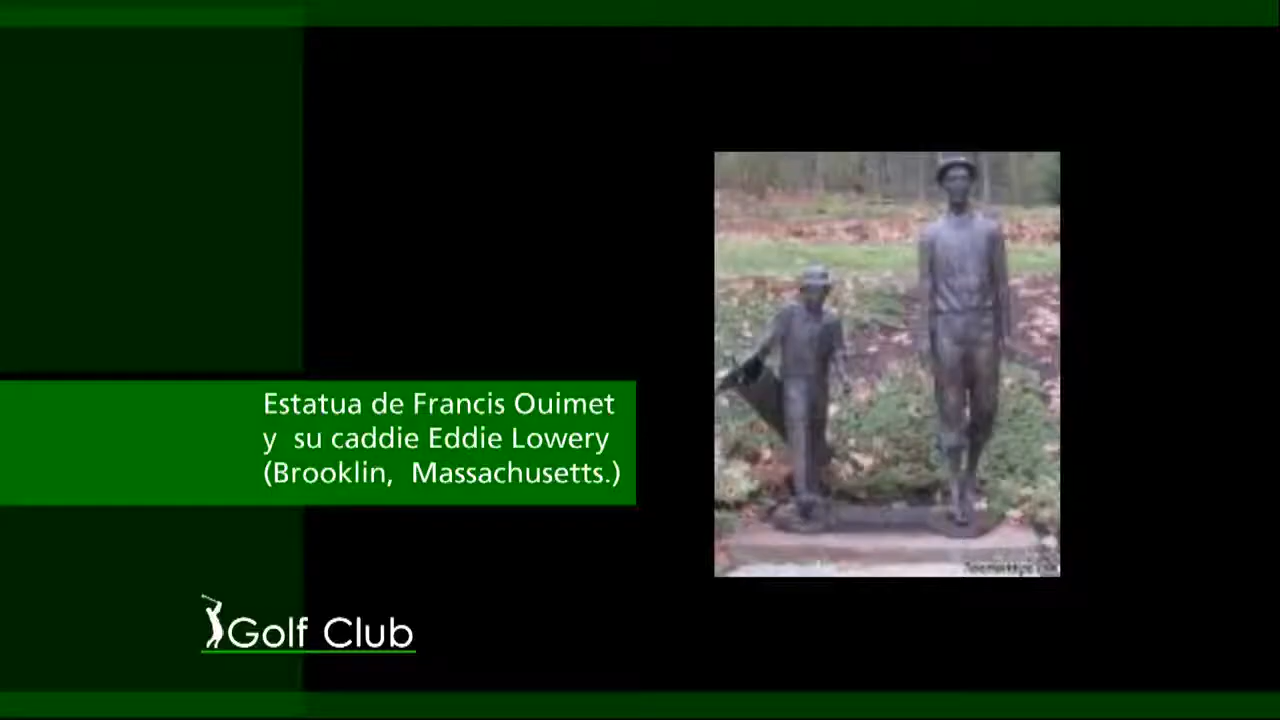 Estatua de Francis Ouimet
y su caddie Eddie Lowery
(Brooklin, Massachusetts.)
Golf Club